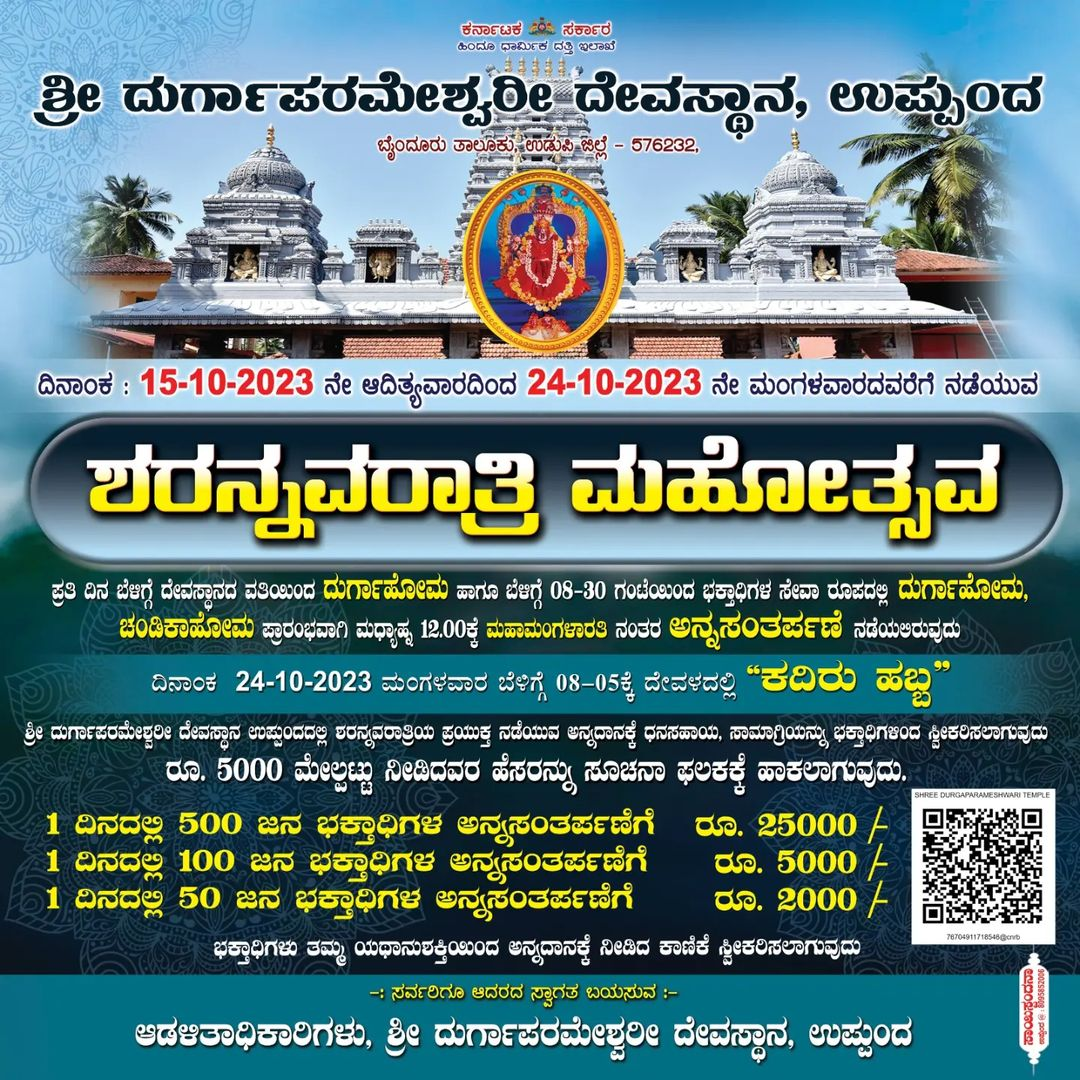 ಕರ್ನಾಟಕ ಸರ್ಕಾರ
ಹಿಂದೂ ಧಾರ್ಮಿಕ ದತ್ತಿ ಇಲಾಖೆ
ಶ್ರೀ ದುರ್ಗಾಪರಮೇಶ್ವರೀ ದೇವಸ್ಥಾನ, ಉಪ್ಪುಂದ
ಬೈಂದೂರು ತಾಲೂಕು, ಉಡುಪಿ ಜಿಲ್ಲೆ - 576232,
ದಿನಾಂಕ : 15-10-2023 ನೇ ಆದಿತ್ಯವಾರದಿಂದ 24-10-2023 ನೇ ಮಂಗಳವಾರದವರೆಗೆ ನಡೆಯುವ
ಶರನ್ನವರಾತ್ರಿ ಮಹೋತ್ಸವ
ಪ್ರತಿ ದಿನ ಬೆಳಿಗ್ಗೆ ದೇವಸ್ಥಾನದ ವತಿಯಿಂದ ದುರ್ಗಾಹೋಮ ಹಾಗೂ ಬೆಳಿಗ್ಗೆ 08-30 ಗಂಟೆಯಿಂದ ಭಕ್ತಾಧಿಗಳ ಸೇವಾ ರೂಪದಲ್ಲಿ ದುರ್ಗಾಹೋಮ,
ಚಂಡಿಕಾಹೋಮ ಪ್ರಾರಂಭವಾಗಿ ಮಧ್ಯಾಹ್ನ 12.00ಕ್ಕೆ ಮಹಾಮಂಗಳಾರತಿ ನಂತರ ಅನ್ನಸಂತರ್ಪಣೆ ನಡೆಯಲಿರುವುದು
ದಿನಾಂಕ 24-10-2023 ಮಂಗಳವಾರ ಬೆಳಿಗ್ಗೆ 08-05ಕ್ಕೆ ದೇವಳದಲ್ಲಿ “ಕದಿರು ಹಬ್ಬ”
ಶ್ರೀ ದುರ್ಗಾಪರಮೇಶ್ವರೀ ದೇವಸ್ಥಾನ ಉಪ್ಪುಂದದಲ್ಲಿ ಶರನ್ನವರಾತ್ರಿಯ ಪ್ರಯುಕ್ತ ನಡೆಯುವ ಅನ್ನದಾನಕ್ಕೆ ಧನಸಹಾಯ, ಸಾಮಾಗ್ರಿಯನ್ನು ಭಕ್ತಾಧಿಗಳಿಂದ ಸ್ವೀಕರಿಸಲಾಗುವುದು
ರೂ. 5000 ಮೇಲ್ಪಟ್ಟು ನೀಡಿದವರ ಹೆಸರನ್ನು ಸೂಚನಾ ಫಲಕಕ್ಕೆ ಹಾಕಲಾಗುವುದು.
1 ದಿನದಲ್ಲಿ 500 ಜನ ಭಕ್ತಾಧಿಗಳ ಅನ್ನಸಂತರ್ಪಣೆಗೆ ರೂ. 25000 /-
1 ದಿನದಲ್ಲಿ 100 ಜನ ಭಕ್ತಾಧಿಗಳ ಅನ್ನಸಂತರ್ಪಣೆಗೆ ರೂ. 5000 /-
1 ದಿನದಲ್ಲಿ 50 ಜನ ಭಕ್ತಾಧಿಗಳ ಅನ್ನಸಂತರ್ಪಣೆಗೆ ರೂ. 2000 /-
SHREE DURGAPARAMESHWARI TEMPLE
76704911718546@cnrb
ಭಕ್ತಾಧಿಗಳು ತಮ್ಮ ಯಥಾನುಶಕ್ತಿಯಿಂದ ಅನ್ನದಾನಕ್ಕೆ ನೀಡಿದ ಕಾಣಿಕೆ ಸ್ವೀಕರಿಸಲಾಗುವುದು
-: ಸರ್ವರಿಗೂ ಆದರದ ಸ್ವಾಗತ ಬಯಸುವ :-
ಆಡಳಿತಾಧಿಕಾರಿಗಳು, ಶ್ರೀ ದುರ್ಗಾಪರಮೇಶ್ವರೀ ದೇವಸ್ಥಾನ, ಉಪ್ಪುಂದ
ಸಾಯಿಸ್ಪಂದನಾ
ಉಪ್ಪುಂದ @ : 8095852006